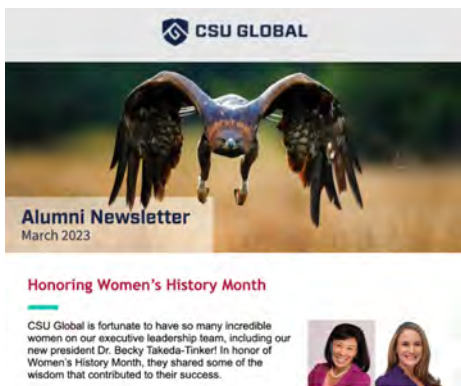 CSU GLOBAL
Alumni Newsletter
March 2023
Honoring Women's History Month
CSU Global is fortunate to have so many incredible
women on our executive leadership team, including our
new president Dr. Becky Takeda-Tinker! In honor of
Women's History Month, they shared some of the
wisdom that contributed to their success.